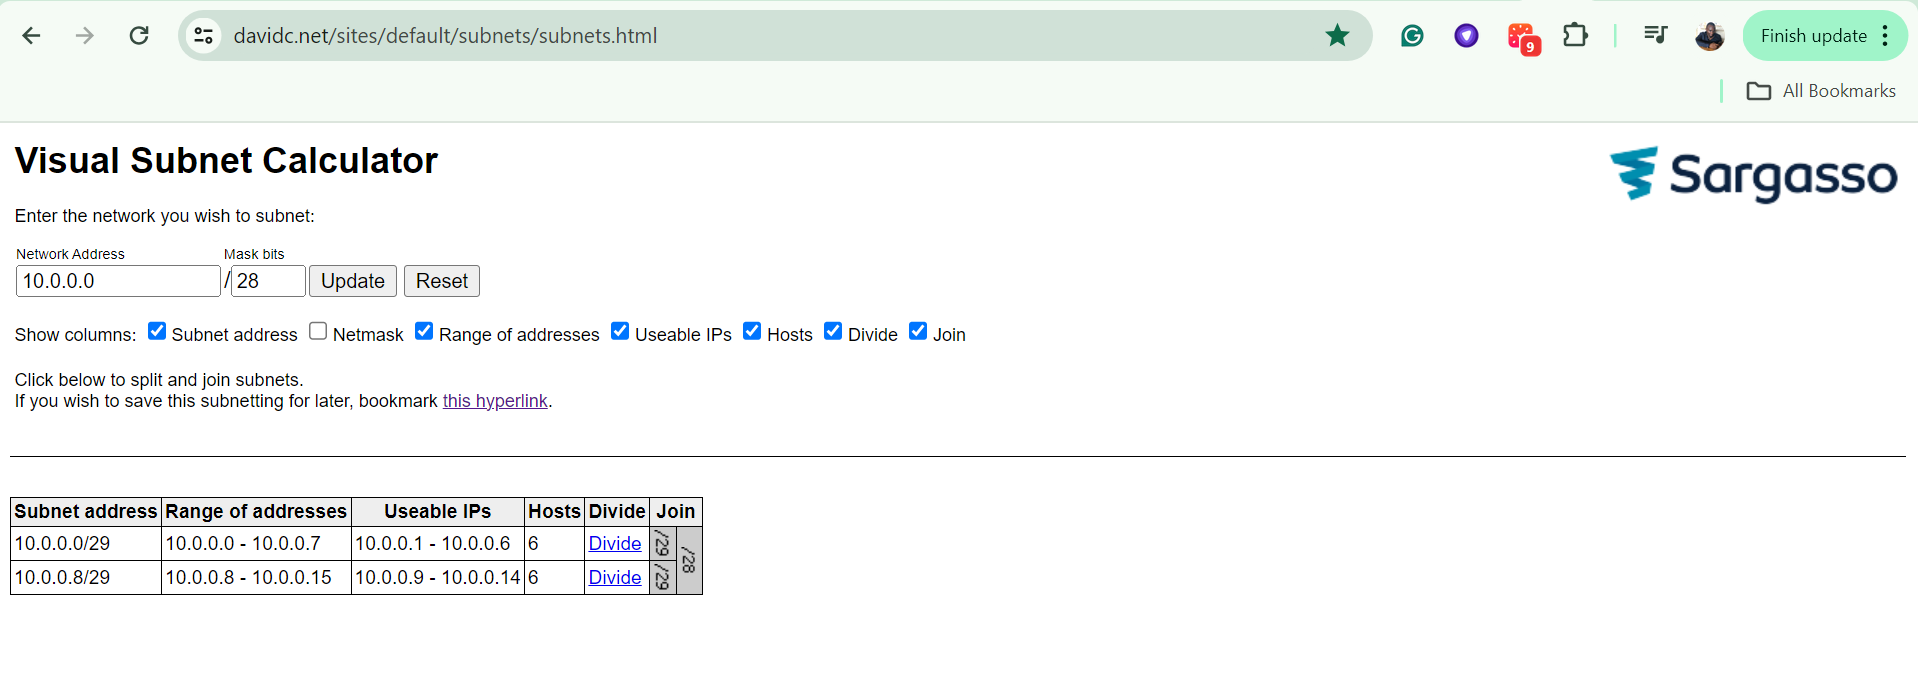 davidc.net/sites/default/subnets/subnets.html
9
Finish update
All Bookmarks
Visual Subnet Calculator
Sargasso
Enter the network you wish to subnet:
Network Address Mask bits
10.0.0.0 / 28 Update Reset
Show columns: Subnet address Netmask Range of addresses Useable IPs Hosts Divide Join
Click below to split and join subnets.
If you wish to save this subnetting for later, bookmark this hyperlink.
Subnet address Range of addresses Useable IPs Hosts Divide Join
10.0.0.0/29 10.0.0.0 - 10.0.0.7 10.0.0.1 - 10.0.0.6 6 Divide /29 /28
10.0.0.8/29 10.0.0.8 - 10.0.0.15 10.0.0.9 - 10.0.0.14 6 Divide /29